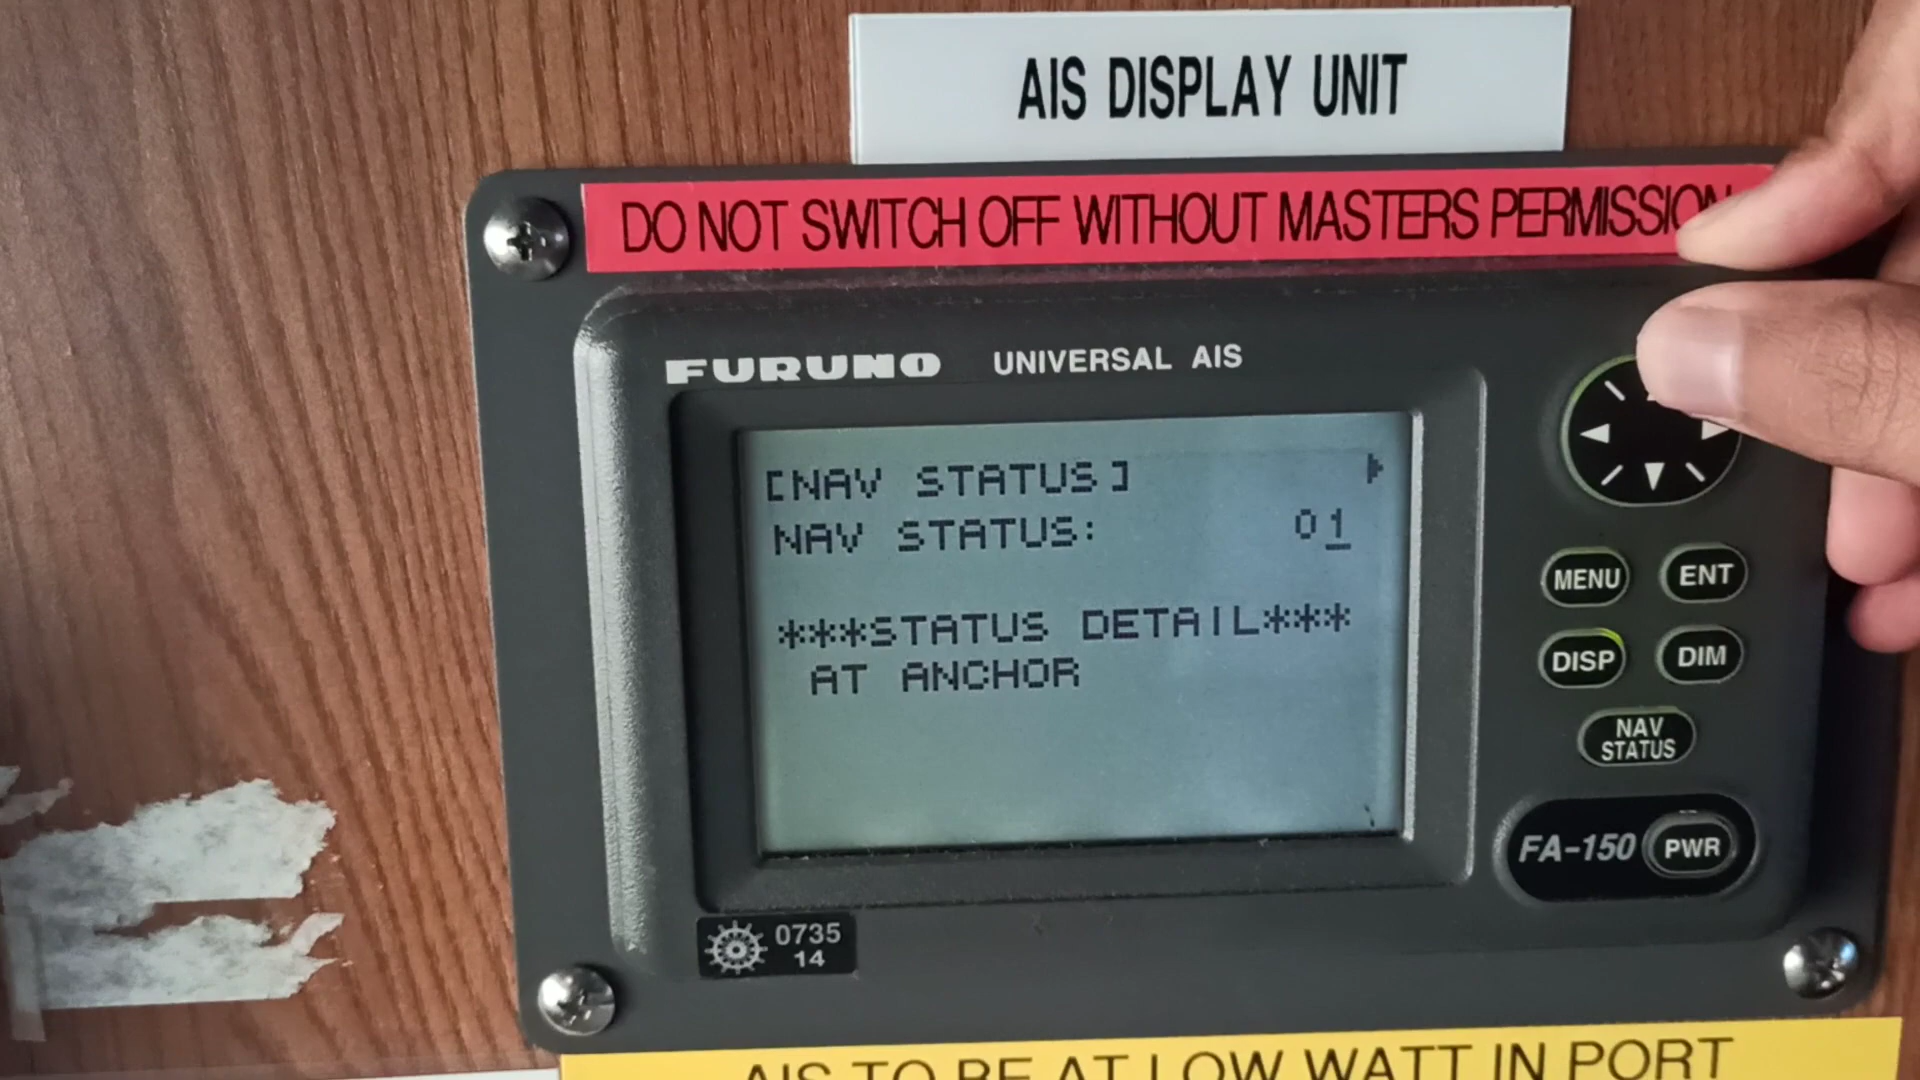 AIS DISPLAY UNIT
DO NOT SWITCH OFF WITHOUT MASTERS PERMISSION
FURUNO UNIVERSAL AIS
[NAV STATUS]
NAV STATUS: 01
***STATUS DETAIL***
AT ANCHOR
MENU
ENT
DISP
DIM
NAV
STATUS
FA-150
PWR
0735
14
AIS TO BE AT LOW WATT IN PORT